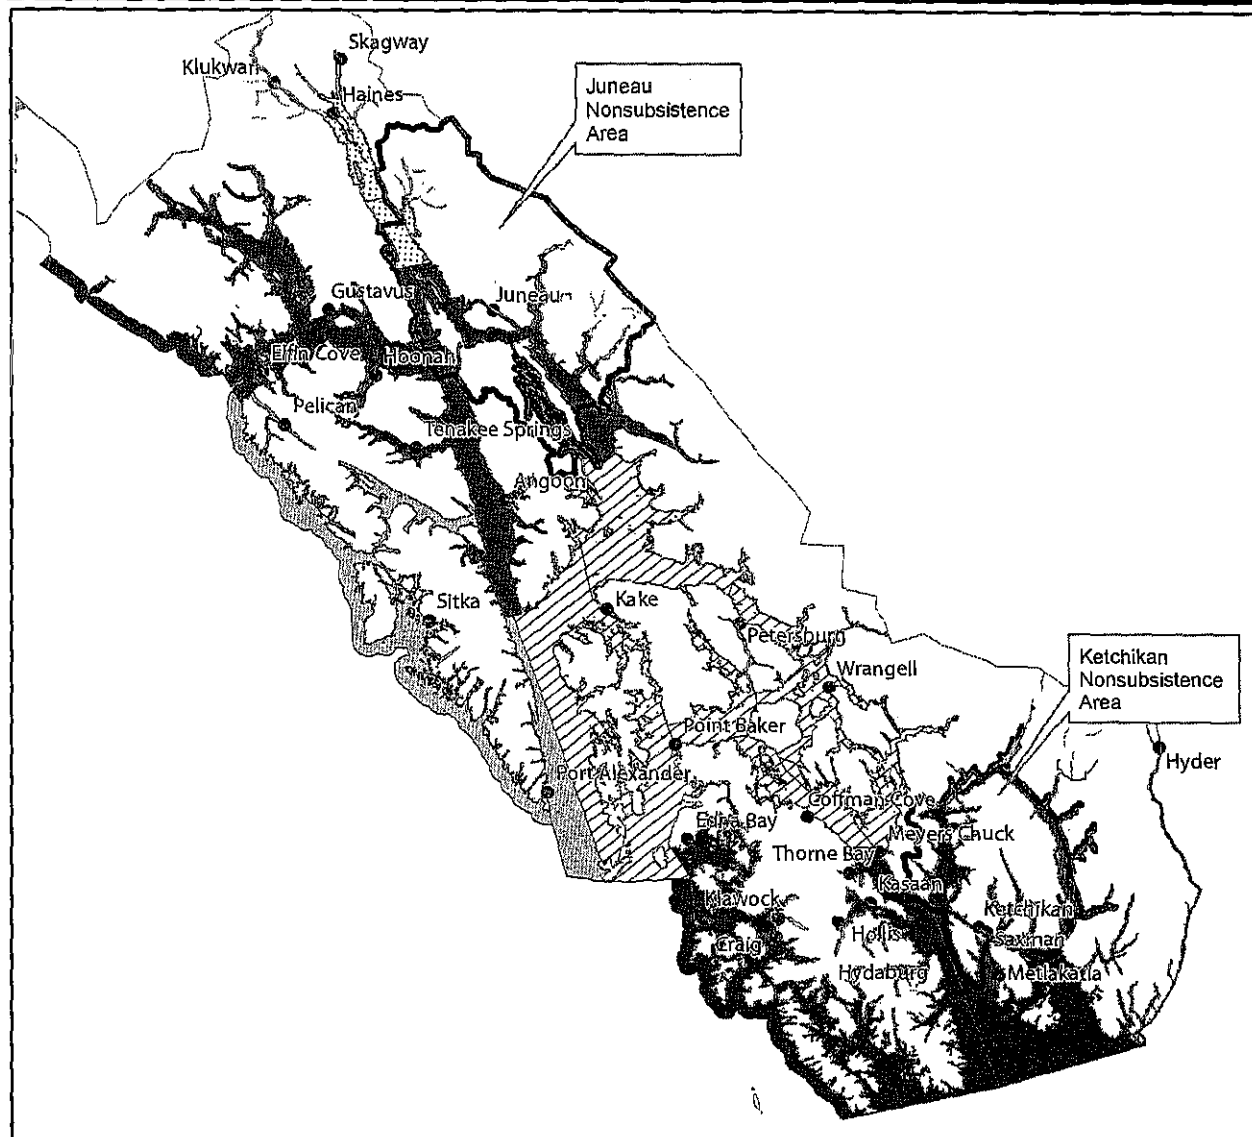 Skagway
Klukwan
Haines
Juneau
Nonsubsistence
Area
Gustavus
Juneau
Elfin Cove
Hoonah
Pelican
Tenakee Springs
Angoon
Sitka
Kake
Petersburg
Wrangell
Ketchikan
Nonsubsistence
Area
Point Baker
Hyder
Port Alexander
Coffman Cove
Edna Bay
Meyers Chuck
Thorne Bay
Kasaan
Klawock
Ketchikan
Hollis
Saxman
Craig
Hydaburg
Metlakatla